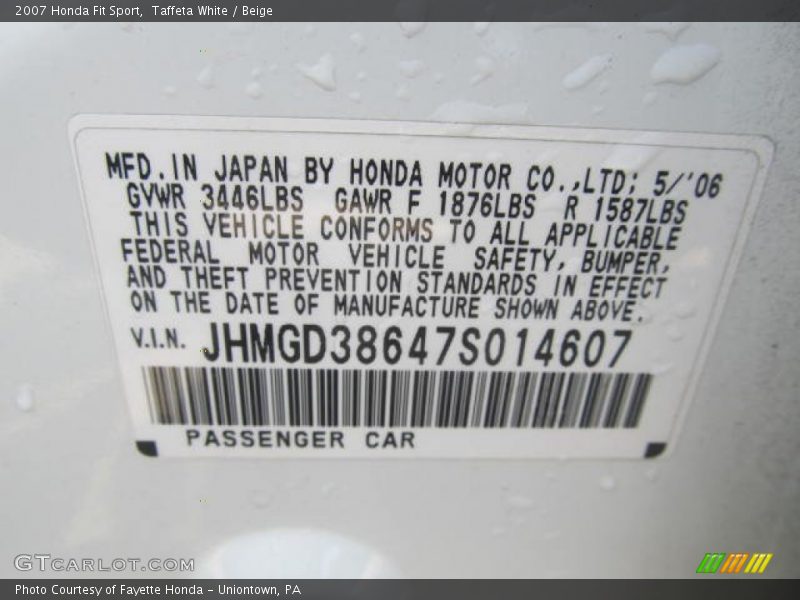 2007 Honda Fit Sport,  Taffeta White / Beige
MFD.IN JAPAN BY HONDA MOTOR CO.,LTD; 5/'06
GVWR 3446LBS GAWR F 1876LBS R 1587LBS
THIS VEHICLE CONFORMS TO ALL APPLICABLE
FEDERAL MOTOR VEHICLE SAFETY, BUMPER,
AND THEFT PREVENTION STANDARDS IN EFFECT
ON THE DATE OF MANUFACTURE SHOWN ABOVE.
V.I.N. JHMGD38647S014607
PASSENGER CAR
GTCARLOT.COM
Photo Courtesy of Fayette Honda - Uniontown, PA